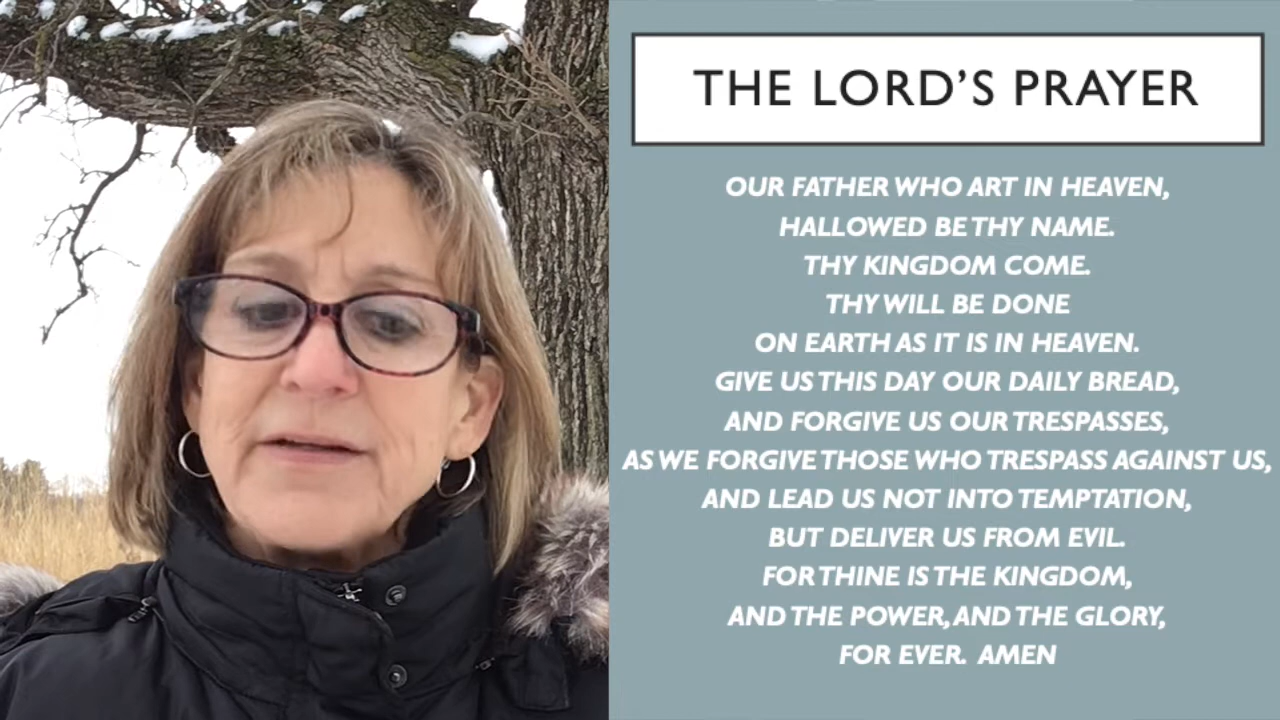 THE LORD'S PRAYER
OUR FATHER WHO ART IN HEAVEN,
HALLOWED BE THY NAME.
THY KINGDOM COME.
THY WILL BE DONE
ON EARTH AS IT IS IN HEAVEN.
GIVE US THIS DAY OUR DAILY BREAD,
AND FORGIVE US OUR TRESPASSES,
AS WE FORGIVE THOSE WHO TRESPASS AGAINST US,
AND LEAD US NOT INTO TEMPTATION,
BUT DELIVER US FROM EVIL.
FOR THINE IS THE KINGDOM,
AND THE POWER, AND THE GLORY,
FOR EVER.  AMEN